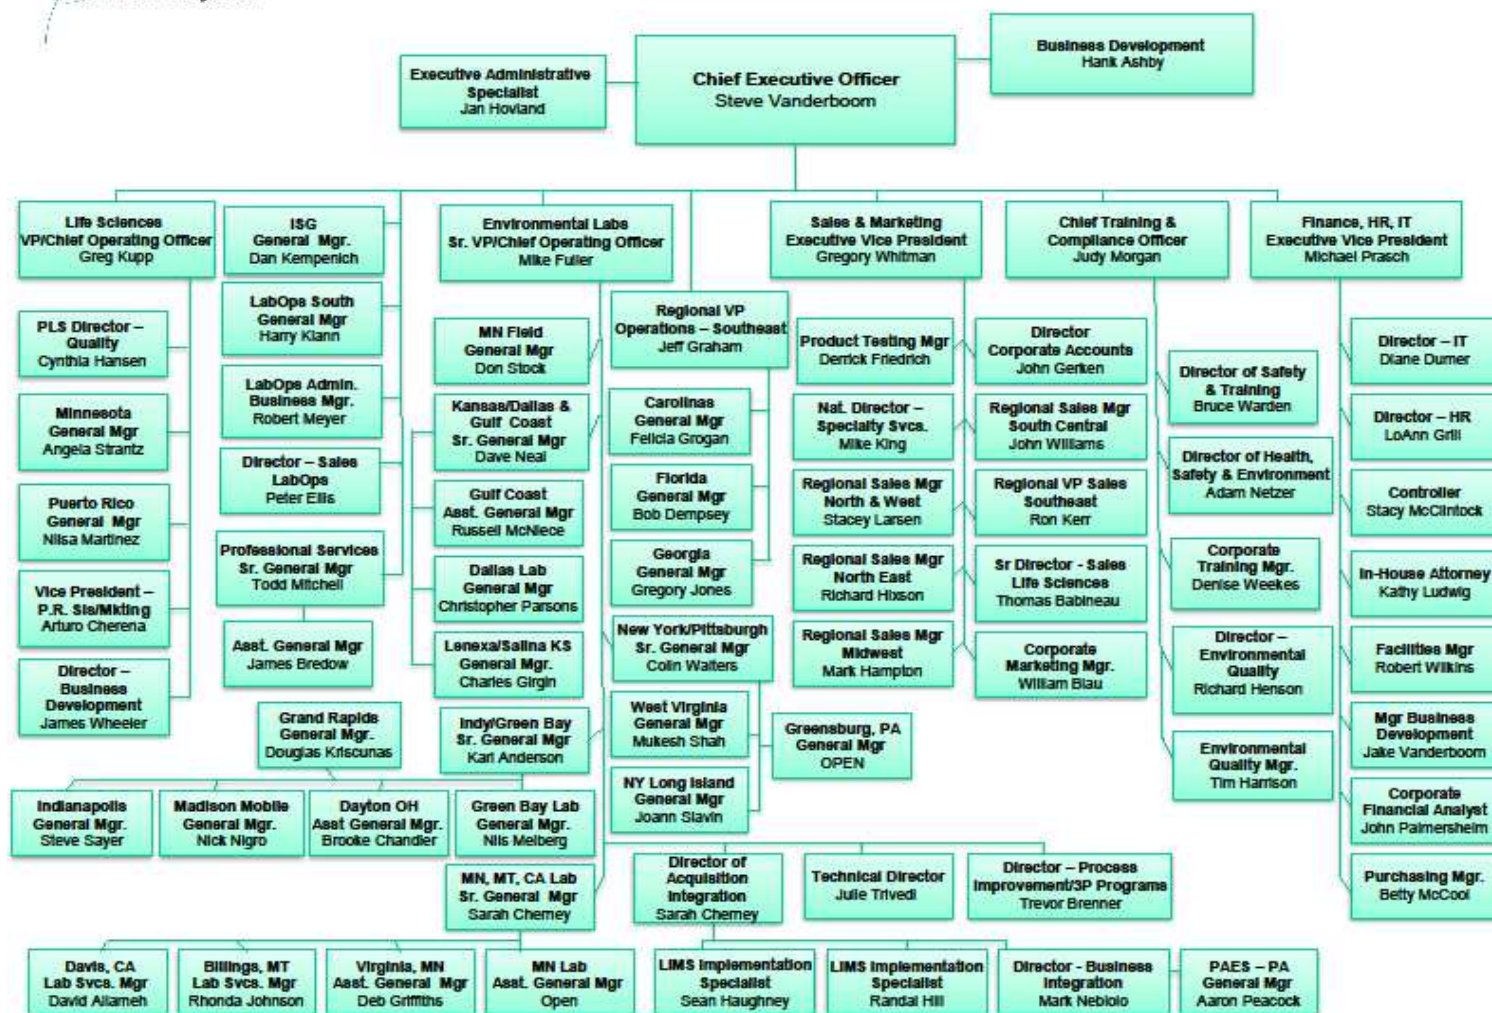 Executive Administrative
Specialist
Jan Hovland
Chief Executive Officer
Steve Vanderboom
Business Development
Hank Ashby
Life Sciences
VP/Chief Operating Officer
Greg Kupp
ISG
General Mgr.
Dan Kempenich
Environmental Labs
Sr. VP/Chief Operating Officer
Mike Fuller
Sales & Marketing
Executive Vice President
Gregory Whitman
Chief Training &
Compliance Officer
Judy Morgan
Finance, HR, IT
Executive Vice President
Michael Prasch
LabOps South
General Mgr
Harry Klann
Regional VP
Operations – Southeast
Jeff Graham
PLS Director –
Quality
Cynthia Hansen
MN Field
General Mgr
Don Stock
Product Testing Mgr
Derrick Friedrich
Director
Corporate Accounts
John Gerken
Director – IT
Diane Dumer
Director of Safety
& Training
Bruce Warden
LabOps Admin.
Business Mgr.
Robert Meyer
Minnesota
General Mgr
Angela Strantz
Kansas/Dallas &
Gulf Coast
Sr. General Mgr
Dave Neal
Carolinas
General Mgr
Felicia Grogan
Nat. Director –
Specialty Svcs.
Mike King
Regional Sales Mgr
South Central
John Williams
Director – HR
LoAnn Grill
Director – Sales
LabOps
Peter Ellis
Director of Health,
Safety & Environment
Adam Netzer
Puerto Rico
General Mgr
Nilsa Martinez
Gulf Coast
Asst. General Mgr
Russell McNiece
Florida
General Mgr
Bob Dempsey
Regional Sales Mgr
North & West
Stacey Larsen
Regional VP Sales
Southeast
Ron Kerr
Controller
Stacy McClintock
Professional Services
Sr. General Mgr
Todd Mitchell
Georgia
General Mgr
Gregory Jones
Corporate
Training Mgr.
Denise Weekes
Vice President –
P.R. Sls/Mkting
Arturo Cherena
Dallas Lab
General Mgr
Christopher Parsons
Regional Sales Mgr
North East
Richard Hixson
Sr Director - Sales
Life Sciences
Thomas Babineau
In-House Attorney
Kathy Ludwig
Asst. General Mgr
James Bredow
New York/Pittsburgh
Sr. General Mgr
Colin Walters
Director –
Business
Development
James Wheeler
Lenexa/Salina KS
General Mgr.
Charles Girgin
Regional Sales Mgr
Midwest
Mark Hampton
Corporate
Marketing Mgr.
William Blau
Director –
Environmental
Quality
Richard Henson
Facilities Mgr
Robert Wilkins
Grand Rapids
General Mgr.
Douglas Kriscunas
Indy/Green Bay
Sr. General Mgr
Karl Anderson
West Virginia
General Mgr
Mukesh Shah
Greensburg, PA
General Mgr
OPEN
Mgr Business
Development
Jake Vanderboom
Environmental
Quality Mgr.
Tim Harrison
Indianapolis
General Mgr.
Steve Sayer
Madison Mobile
General Mgr.
Nick Nigro
Dayton OH
Asst General Mgr.
Brooke Chandler
Green Bay Lab
General Mgr.
Nils Melberg
NY Long Island
General Mgr
Joann Slavin
Corporate
Financial Analyst
John Palmersheim
MN, MT, CA Lab
Sr. General Mgr
Sarah Cherney
Director of
Acquisition
Integration
Sarah Cherney
Technical Director
Julie Trivedi
Director – Process
Improvement/3P Programs
Trevor Brenner
Purchasing Mgr.
Betty McCool
Davis, CA
Lab Svcs. Mgr
David Allameh
Billings, MT
Lab Svcs. Mgr
Rhonda Johnson
Virginia, MN
Asst. General Mgr
Deb Griffiths
MN Lab
Asst. General Mgr
Open
LIMS Implementation
Specialist
Sean Haughney
LIMS Implementation
Specialist
Randal Hill
Director - Business
Integration
Mark Nebiolo
PAES – PA
General Mgr
Aaron Peacock